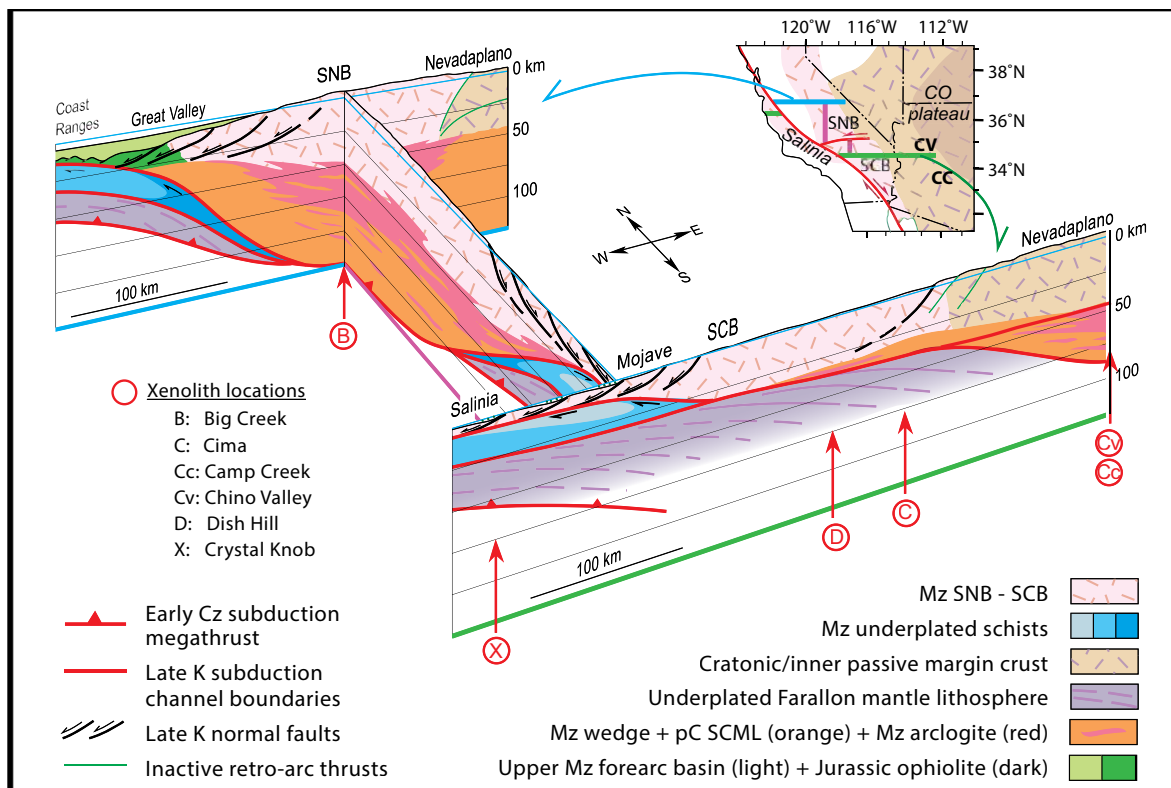 120˚W 116˚W 112˚W
38˚N
36˚N
34˚N
CO
plateau
SNB
Salinia
SCB
CV
CC
Nevadaplano
SNB
Great Valley
Coast
Ranges
0 km
50
100
100 km
B
N
E
W
S
Nevadaplano
0 km
50
100
SCB
Mojave
Salinia
100 km
X
D
C
Cv
Cc
Xenolith locations
B: Big Creek
C: Cima
Cc: Camp Creek
Cv: Chino Valley
D: Dish Hill
X: Crystal Knob
Early Cz subduction
megathrust
Late K subduction
channel boundaries
Late K normal faults
Inactive retro-arc thrusts
Mz SNB - SCB
Mz underplated schists
Cratonic/inner passive margin crust
Underplated Farallon mantle lithosphere
Mz wedge + pC SCML (orange) + Mz arclogite (red)
Upper Mz forearc basin (light) + Jurassic ophiolite (dark)